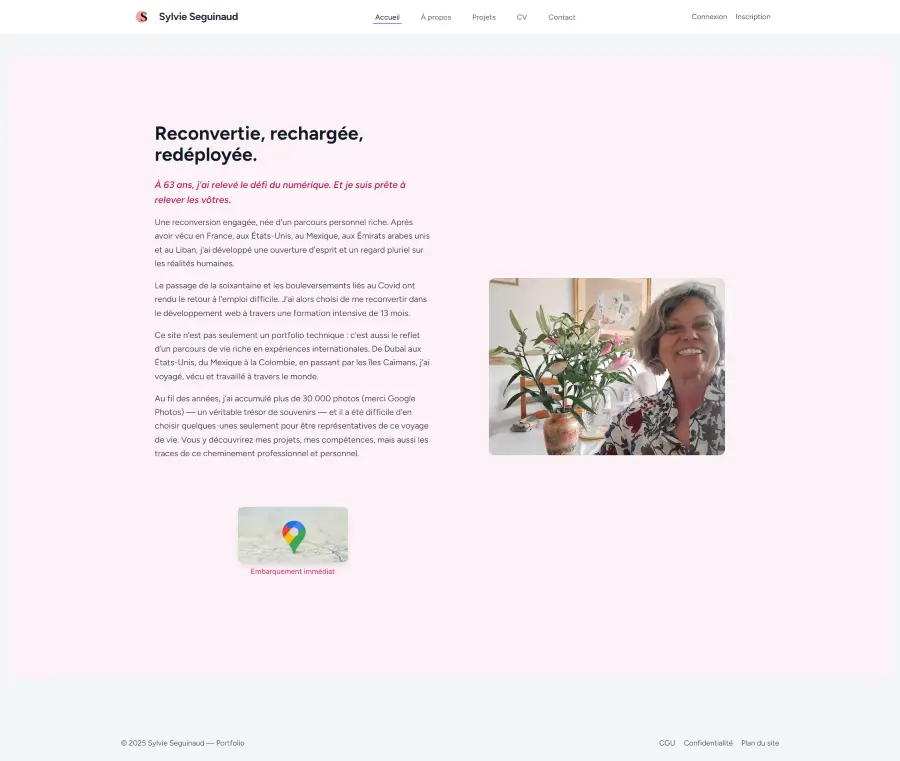 S Sylvie Seguinaud
Accueil À propos Projets CV Contact
Connexion Inscription
Reconvertie, rechargée,
redéployée.
À 63 ans, j'ai relevé le défi du numérique. Et je suis prête à
relever les vôtres.
Une reconversion engagée, née d'un parcours personnel riche. Après
avoir vécu en France, aux États-Unis, au Mexique, aux Émirats arabes unis
et au Liban, j'ai développé une ouverture d'esprit et un regard pluriel sur
les réalités humaines.
Le passage de la soixantaine et les bouleversements liés au Covid ont
rendu le retour à l'emploi difficile. J'ai alors choisi de me reconvertir dans
le développement web à travers une formation intensive de 13 mois.
Ce site n'est pas seulement un portfolio technique : c'est aussi le reflet
d'un parcours de vie riche en expériences internationales. De Dubaï aux
États-Unis, du Mexique à la Colombie, en passant par les îles Caïmans, j'ai
voyagé, vécu et travaillé à travers le monde.
Au fil des années, j'ai accumulé plus de 30 000 photos (merci Google
Photos) — un véritable trésor de souvenirs — et il a été difficile d'en
choisir quelques-unes seulement pour être représentatives de ce voyage
de vie. Vous y découvrirez mes projets, mes compétences, mais aussi les
traces de ce cheminement professionnel et personnel.
Embarquement immédiat
© 2025 Sylvie Seguinaud — Portfolio
CGU Confidentialité Plan du site